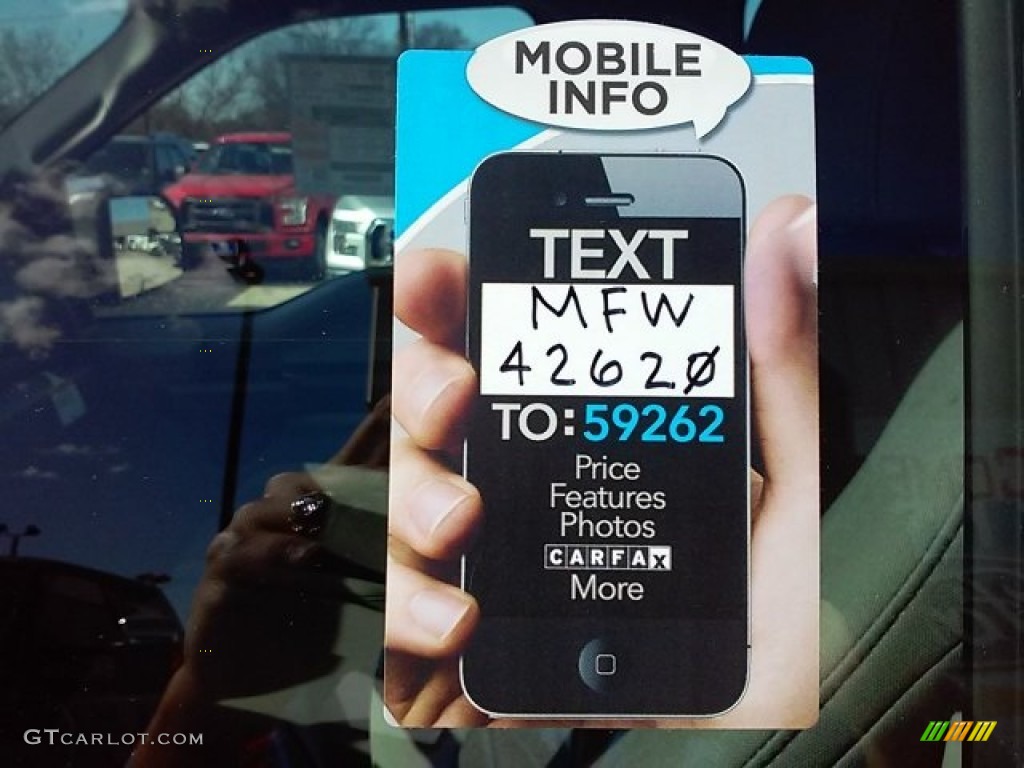 MOBILE
INFO
TEXT
MFW
42620
TO: 59262
Price
Features
Photos
CARFAX
More
GTCARLOT.COM